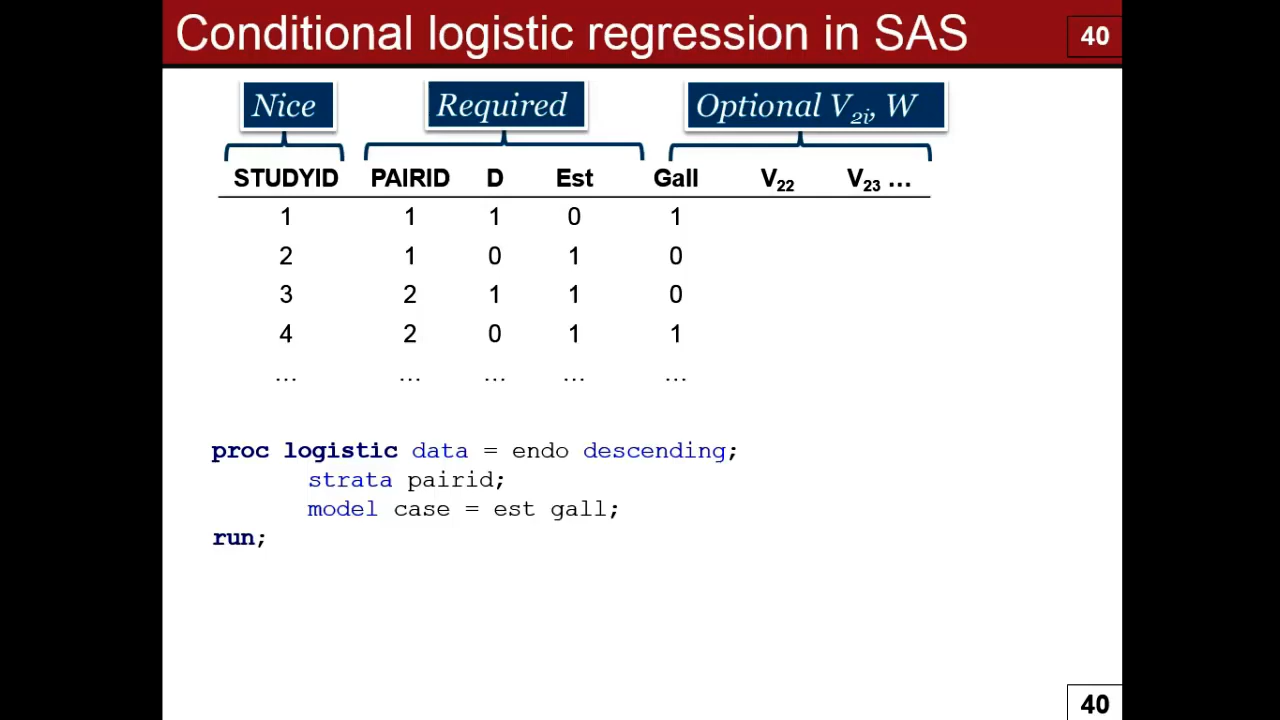 Conditional logistic regression in SAS
40
Nice Required Optional V2i, W
STUDYID PAIRID D Est Gall V22 V23 ...
1 1 1 0 1
2 1 0 1 0
3 2 1 1 0
4 2 0 1 1
... ... ... ... ...
proc logistic data = endo descending;
strata pairid;
model case = est gall;
run;
40